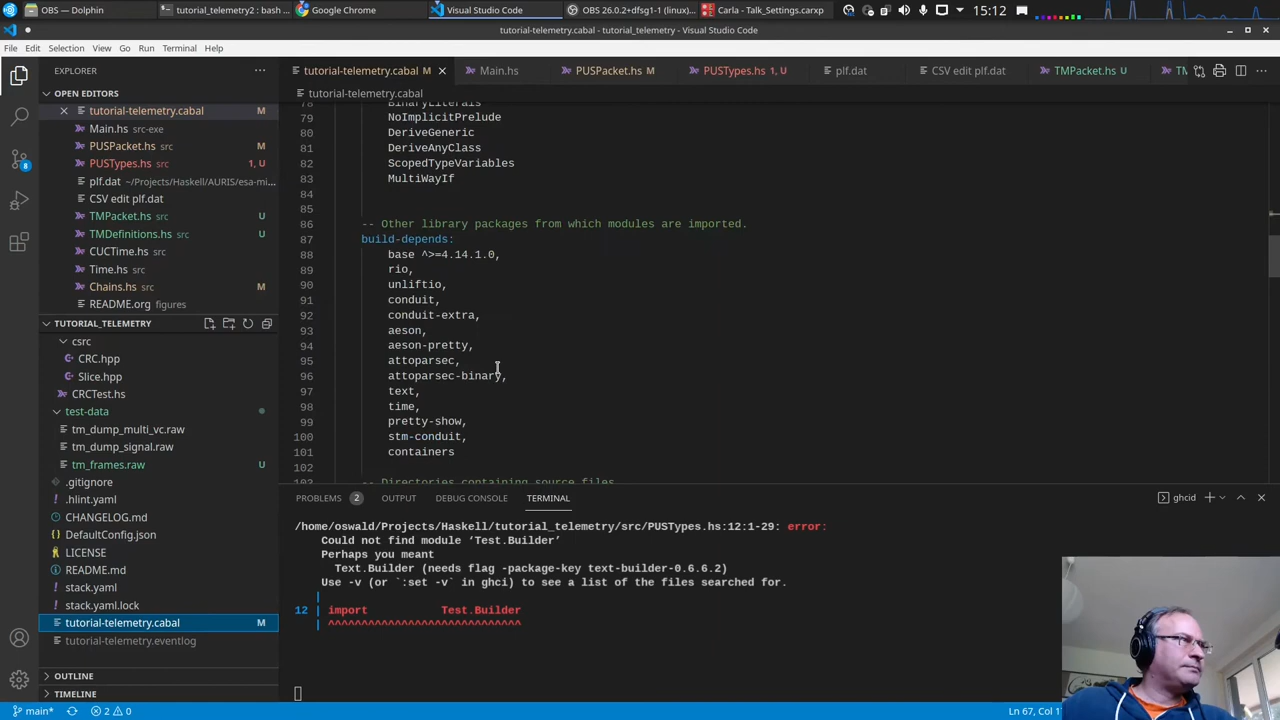 OBS — Dolphin
tutorial_telemetry2 : bash ...
Google Chrome
Visual Studio Code
OBS 26.0.2+dfsg1-1 (linux)...
Carla - Talk_Settings.carxp
15:12
tutorial-telemetry.cabal - tutorial_telemetry - Visual Studio Code
File Edit Selection View Go Run Terminal Help
EXPLORER
tutorial-telemetry.cabal M
Main.hs
PUSPacket.hs M
PUSTypes.hs 1, U
plf.dat
CSV edit plf.dat
TMPacket.hs U
OPEN EDITORS
tutorial-telemetry.cabal
tutorial-telemetry.cabal M
Main.hs src-exe
PUSPacket.hs src M
PUSTypes.hs src 1, U
plf.dat ~/Projects/Haskell/AURIS/esa-mi...
CSV edit plf.dat
TMPacket.hs src U
TMDefinitions.hs src U
CUCTime.hs src
Time.hs src
Chains.hs src M
README.org figures
TUTORIAL_TELEMETRY
csrc
CRC.hpp
Slice.hpp
CRCTest.hs
test-data
tm_dump_multi_vc.raw
tm_dump_signal.raw
tm_frames.raw U
.gitignore
.hlint.yaml
CHANGELOG.md
DefaultConfig.json
LICENSE
README.md
stack.yaml
stack.yaml.lock
tutorial-telemetry.cabal M
tutorial-telemetry.eventlog
OUTLINE
TIMELINE
8
78 BinaryLiterals
79 NoImplicitPrelude
80 DeriveGeneric
81 DeriveAnyClass
82 ScopedTypeVariables
83 MultiWayIf
84
85
86 -- Other library packages from which modules are imported.
87 build-depends:
88 base ^>=4.14.1.0,
89 rio,
90 unliftio,
91 conduit,
92 conduit-extra,
93 aeson,
94 aeson-pretty,
95 attoparsec,
96 attoparsec-binary,
97 text,
98 time,
99 pretty-show,
100 stm-conduit,
101 containers
102
103 -- Directories containing source files.
PROBLEMS 2 OUTPUT DEBUG CONSOLE TERMINAL
ghcid
/home/oswald/Projects/Haskell/tutorial_telemetry/src/PUSTypes.hs:12:1-29: error:
Could not find module ‘Test.Builder’
Perhaps you meant
Text.Builder (needs flag -package-key text-builder-0.6.6.2)
Use -v (or `:set -v` in ghci) to see a list of the files searched for.
|
12 | import Test.Builder
| ^^^^^^^^^^^^^^^^^^^^^^^^^^^^^
main*
2 0
Ln 67, Col 1